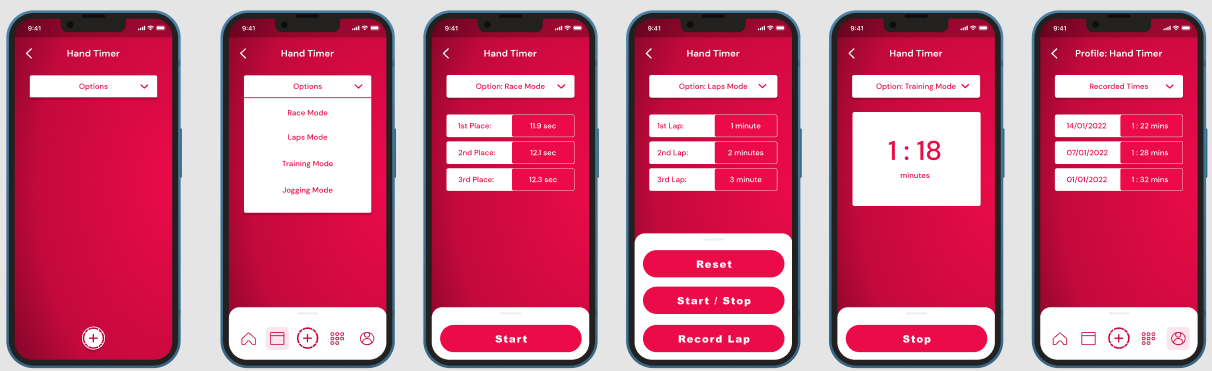 9:41
Hand Timer
Options
9:41
Hand Timer
Options
Race Mode
Laps Mode
Training Mode
Jogging Mode
9:41
Hand Timer
Option: Race Mode
1st Place: 11.9 sec
2nd Place: 12.1 sec
3rd Place: 12.3 sec
Start
9:41
Hand Timer
Option: Laps Mode
1st Lap: 1 minute
2nd Lap: 2 minutes
3rd Lap: 3 minute
Reset
Start / Stop
Record Lap
9:41
Hand Timer
Option: Training Mode
1 : 18
minutes
Stop
9:41
Profile: Hand Timer
Recorded Times
14/01/2022 1 : 22 mins
07/01/2022 1 : 28 mins
01/01/2022 1 : 32 mins